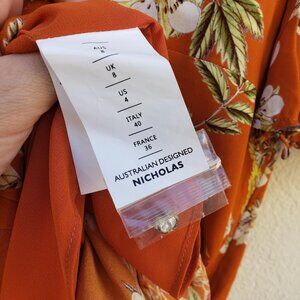 AUS
8
UK
8
US
4
ITALY
40
FRANCE
36
AUSTRALIAN DESIGNED
NICHOLAS